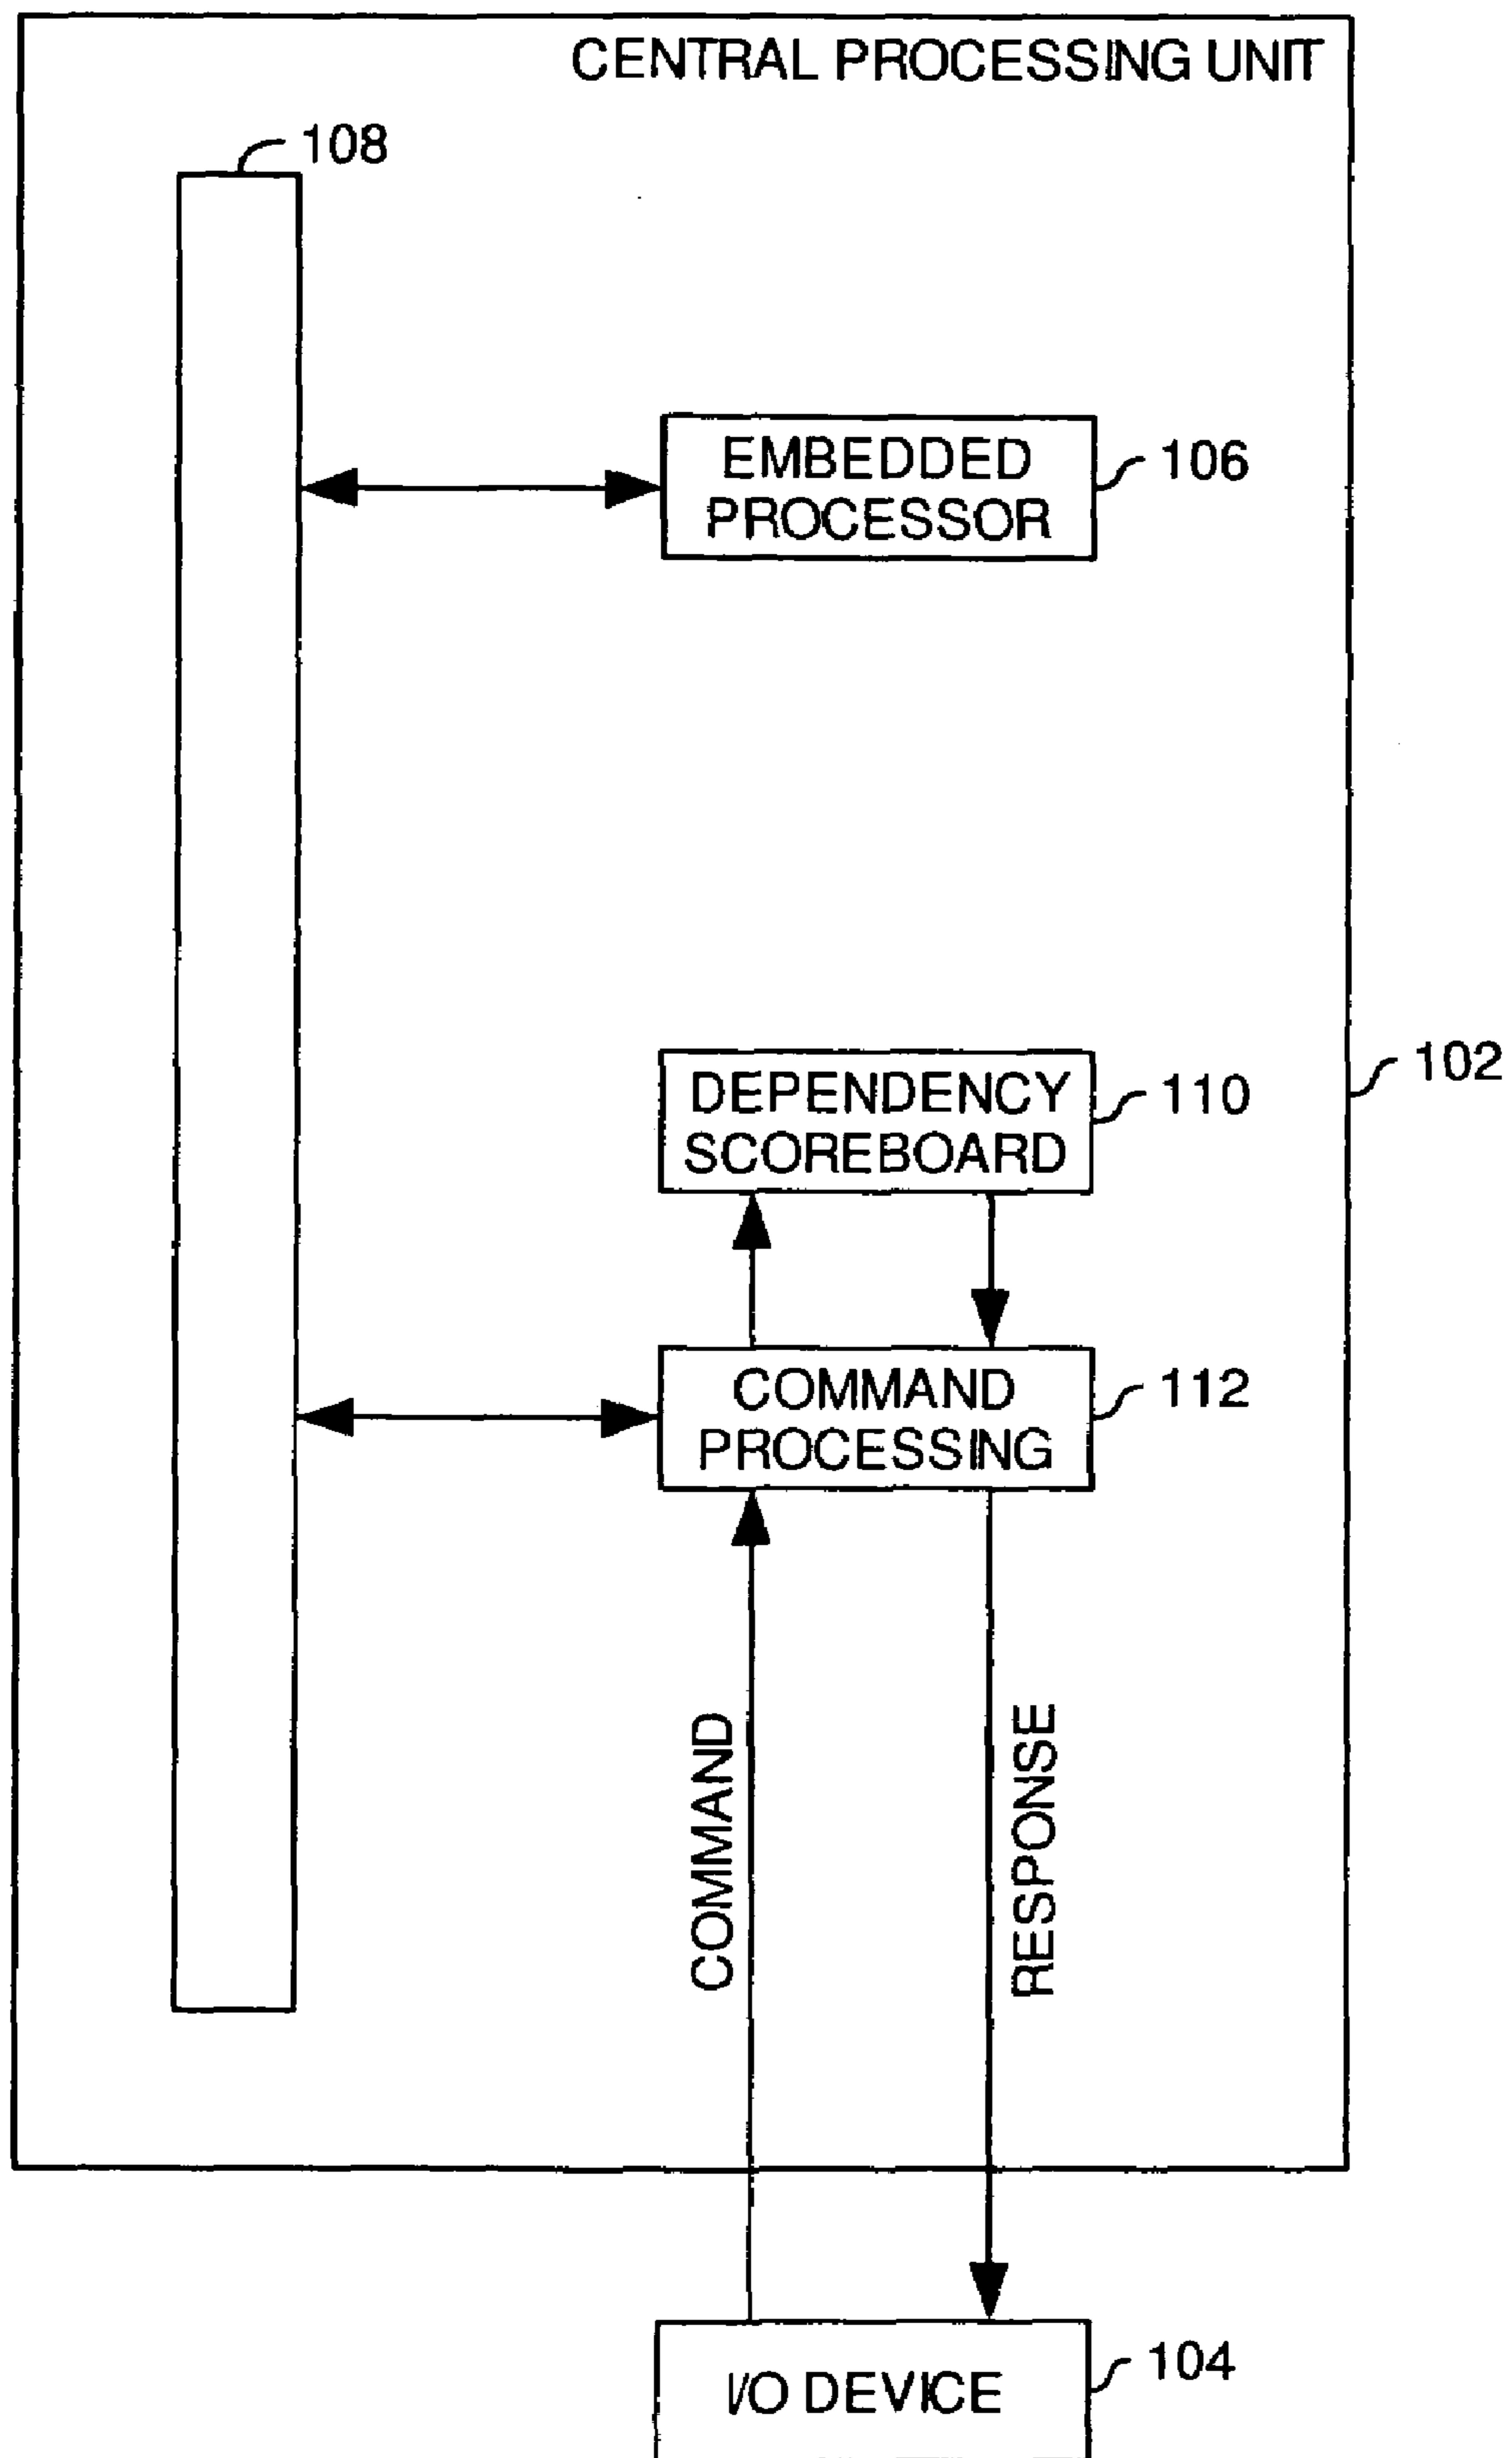 CENTRAL PROCESSING UNIT
108
EMBEDDED
PROCESSOR
106
102
DEPENDENCY
SCOREBOARD
110
COMMAND
PROCESSING
112
COMMAND
RESPONSE
I/O DEVICE
104